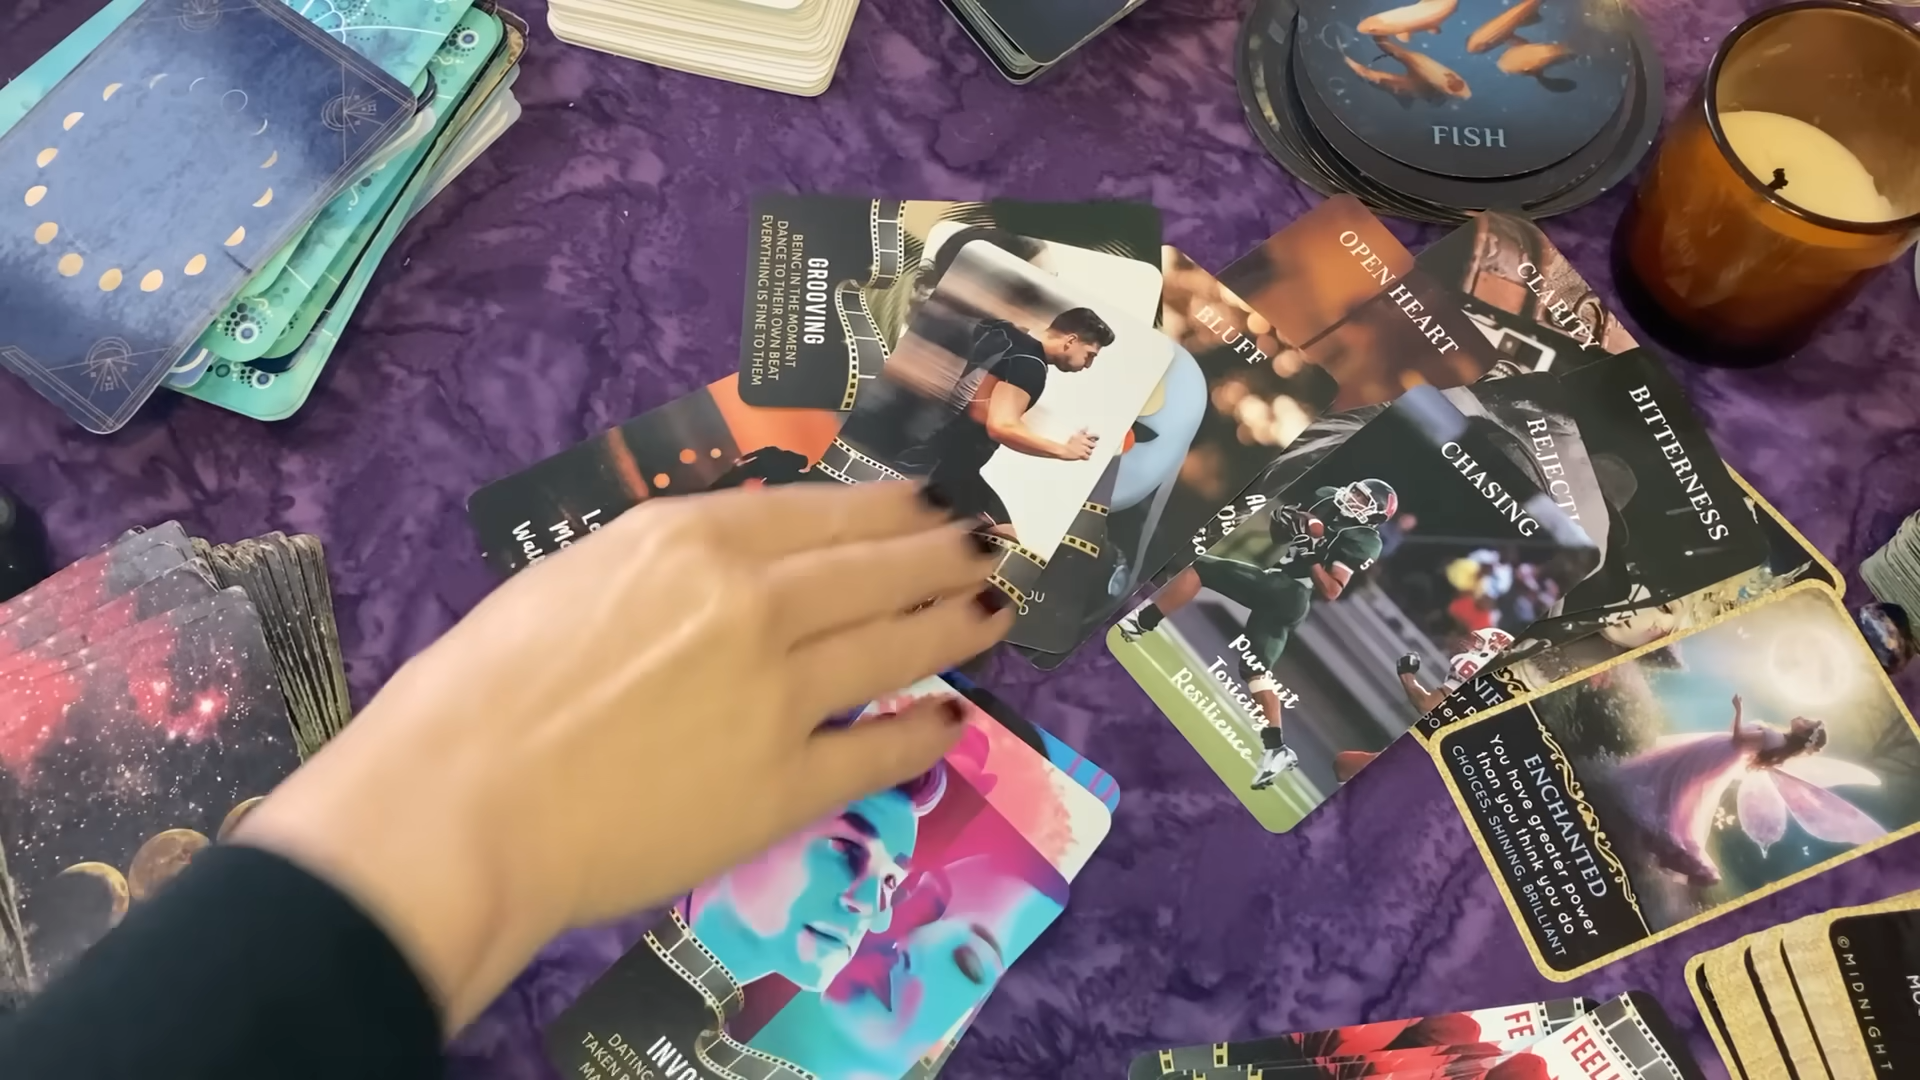 FISH
GROOVING
BEING IN THE MOMENT
DANCE TO THEIR OWN BEAT
EVERYTHING IS FINE TO THEM
BLUFF
OPEN HEART
CLARITY
BITTERNESS
CHASING
Pursuit
Toxicity
Resilience
ENCHANTED
You have greater power
than you think you do
CHOICES, SHINING, BRILLIANT
DATING
TAKEN
©MIDNIGHT